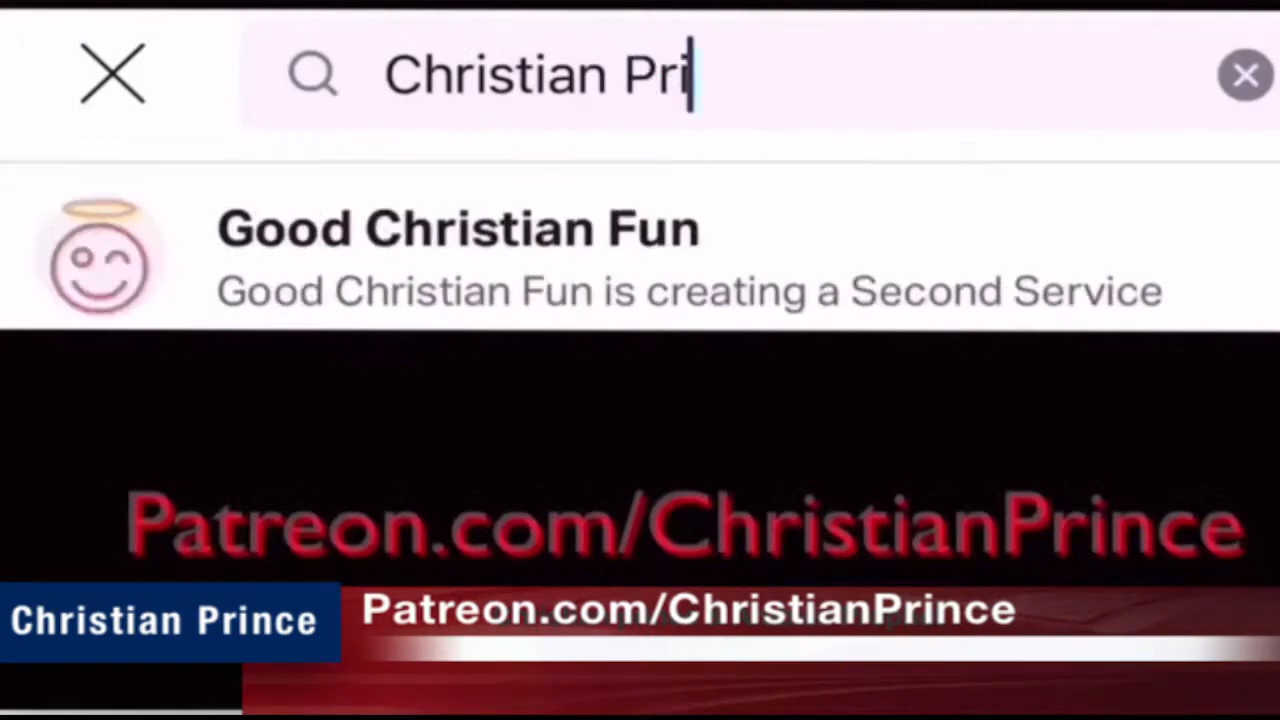 Christian Pri
Good Christian Fun
Good Christian Fun is creating a Second Service
Patreon.com/ChristianPrince
Christian Prince
Patreon.com/ChristianPrince